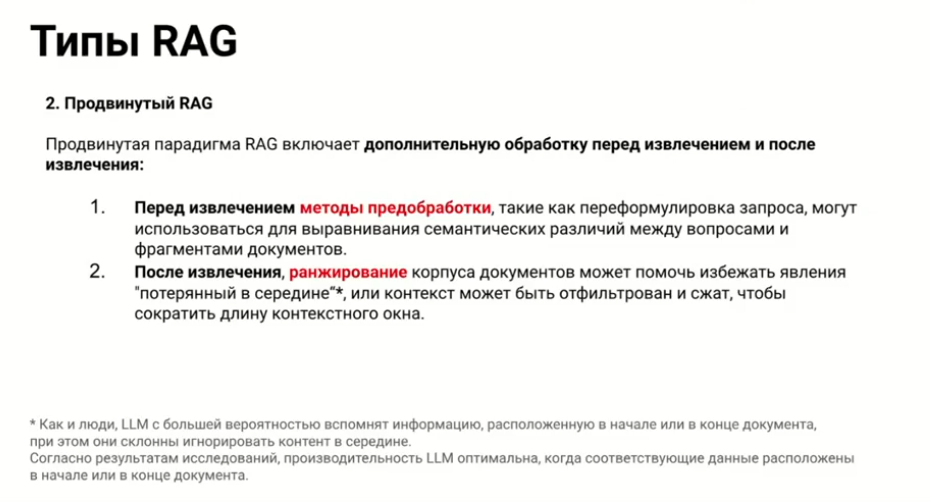 Типы RAG
2. Продвинутый RAG
Продвинутая парадигма RAG включает дополнительную обработку перед извлечением и после
извлечения:
1. Перед извлечением методы предобработки, такие как переформулировка запроса, могут
использоваться для выравнивания семантических различий между вопросами и
фрагментами документов.
2. После извлечения, ранжирование корпуса документов может помочь избежать явления
"потерянный в середине"*, или контекст может быть отфильтрован и сжат, чтобы
сократить длину контекстного окна.
* Как и люди, LLM с большей вероятностью вспомнят информацию, расположенную в начале или в конце документа,
при этом они склонны игнорировать контент в середине.
Согласно результатам исследований, производительность LLM оптимальна, когда соответствующие данные расположены
в начале или в конце документа.